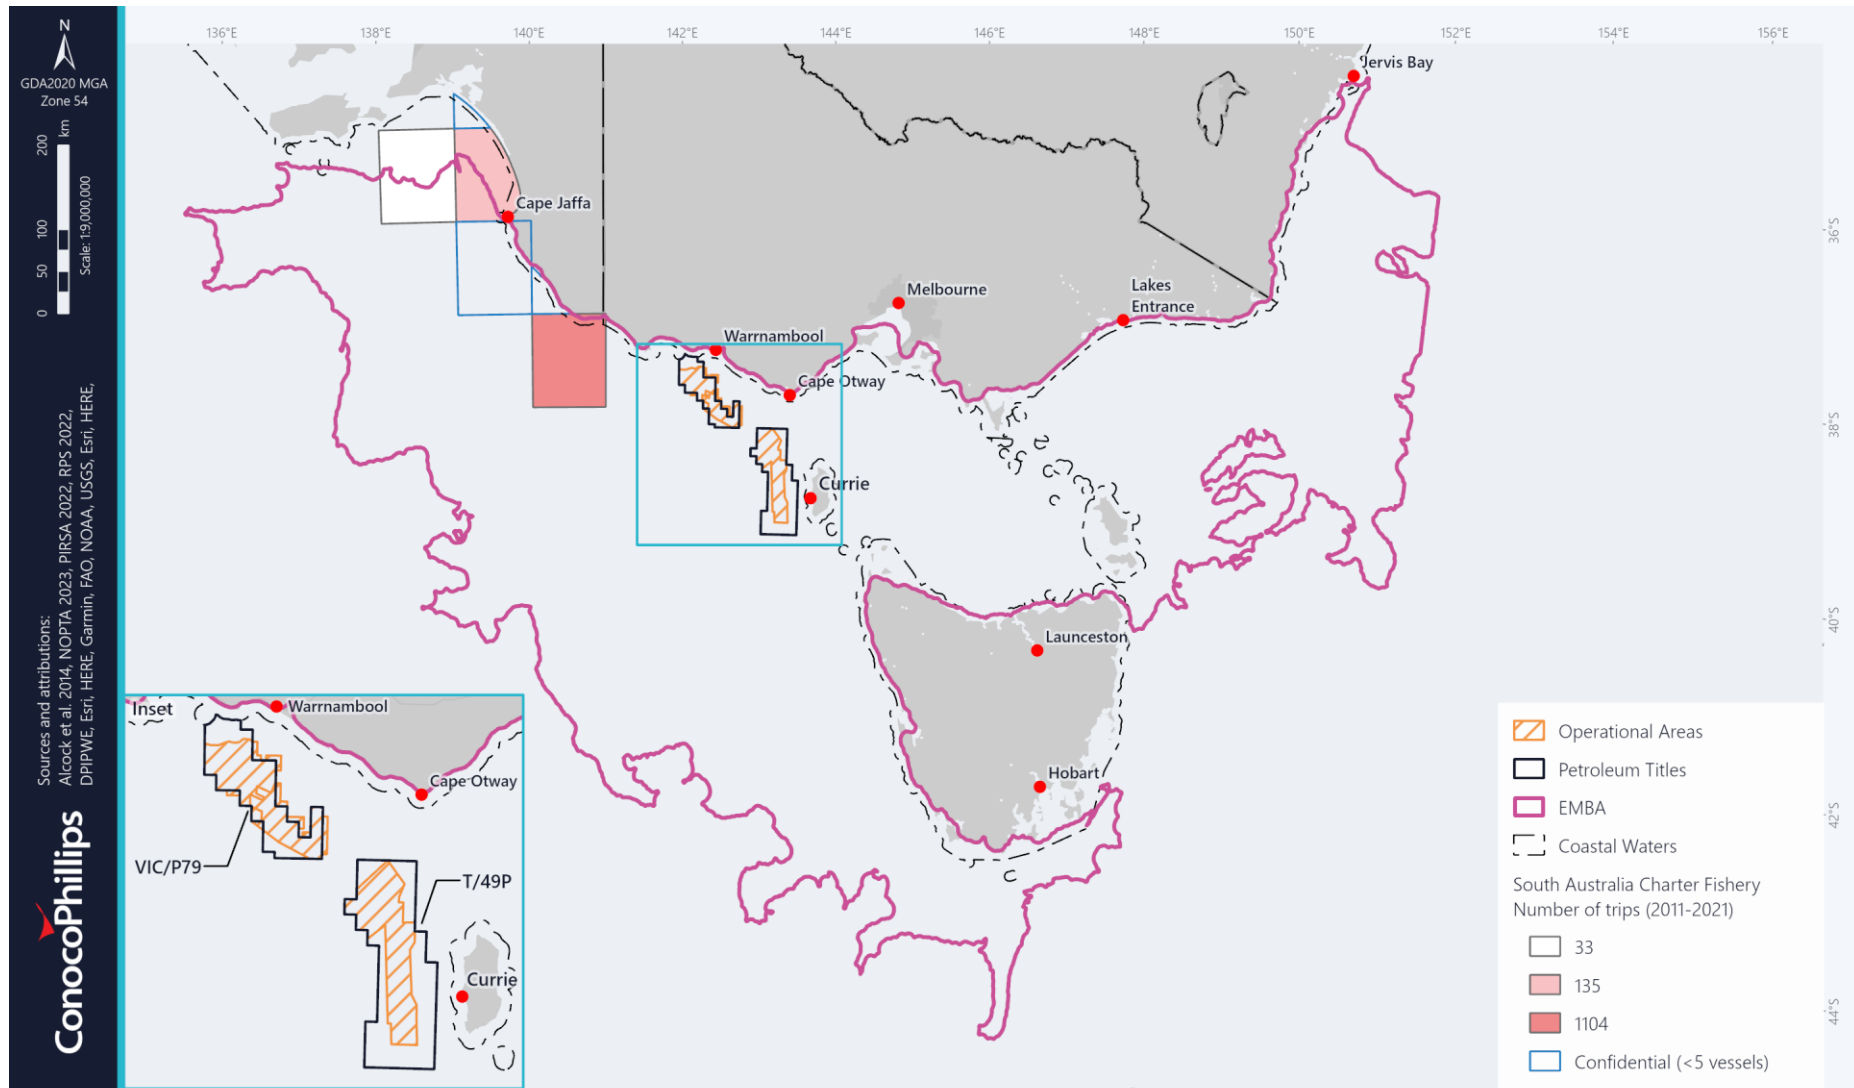 N
GDA2020 MGA
Zone 54
0 50 100 200 km
Scale: 1:9,000,000
Sources and attributions:
Alcock et al. 2014, NOPTA 2023, PIRSA 2022, RPS 2022,
DPIPWE, Esri, HERE, Garmin, FAO, NOAA, USGS, Esri, HERE,
ConocoPhillips
136°E 138°E 140°E 142°E 144°E 146°E 148°E 150°E 152°E 154°E 156°E
36°S
38°S
40°S
42°S
44°S
Jervis Bay
Cape Jaffa
Melbourne
Lakes
Entrance
Warrnambool
Cape Otway
Currie
Launceston
Hobart
Inset
Warrnambool
Cape Otway
VIC/P79
T/49P
Currie
Operational Areas
Petroleum Titles
EMBA
Coastal Waters
South Australia Charter Fishery
Number of trips (2011-2021)
33
135
1104
Confidential (<5 vessels)